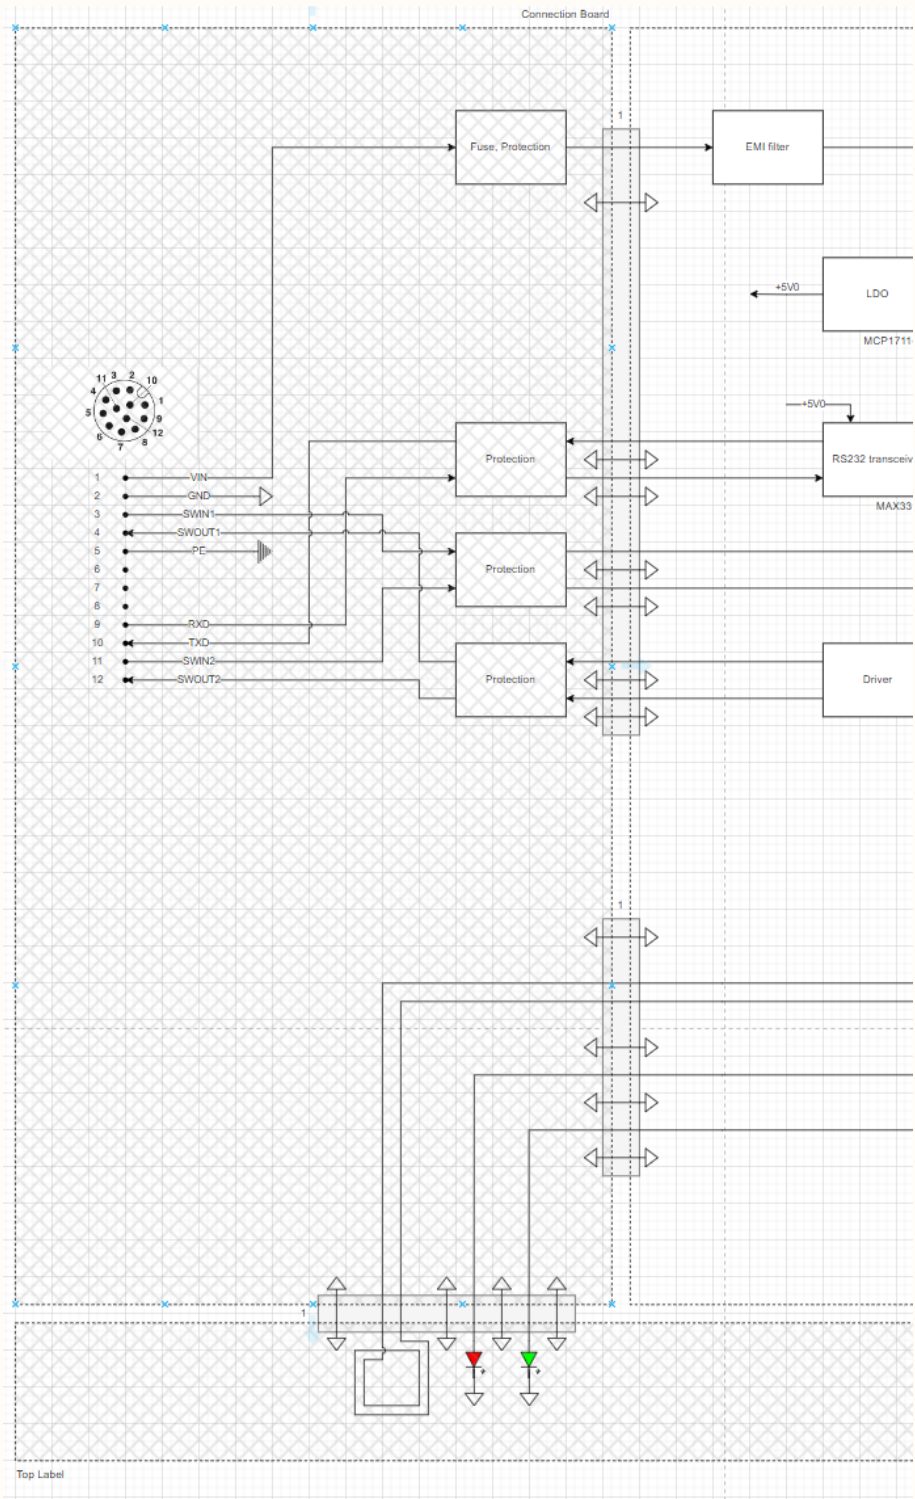 Connection Board
1
Fuse, Protection
EMI filter
+5V0
LDO
MCP1711
11 3 2 10
4
1
5
9
6
12
7
8
+5V0
Protection
RS232 transceiv
MAX33
1 VIN
2 GND
3 SWIN1
4 SWOUT1
5 PE
6
7
8
9 RXD
10 TXD
11 SWIN2
12 SWOUT2
Protection
Protection
Driver
1
1
Top Label